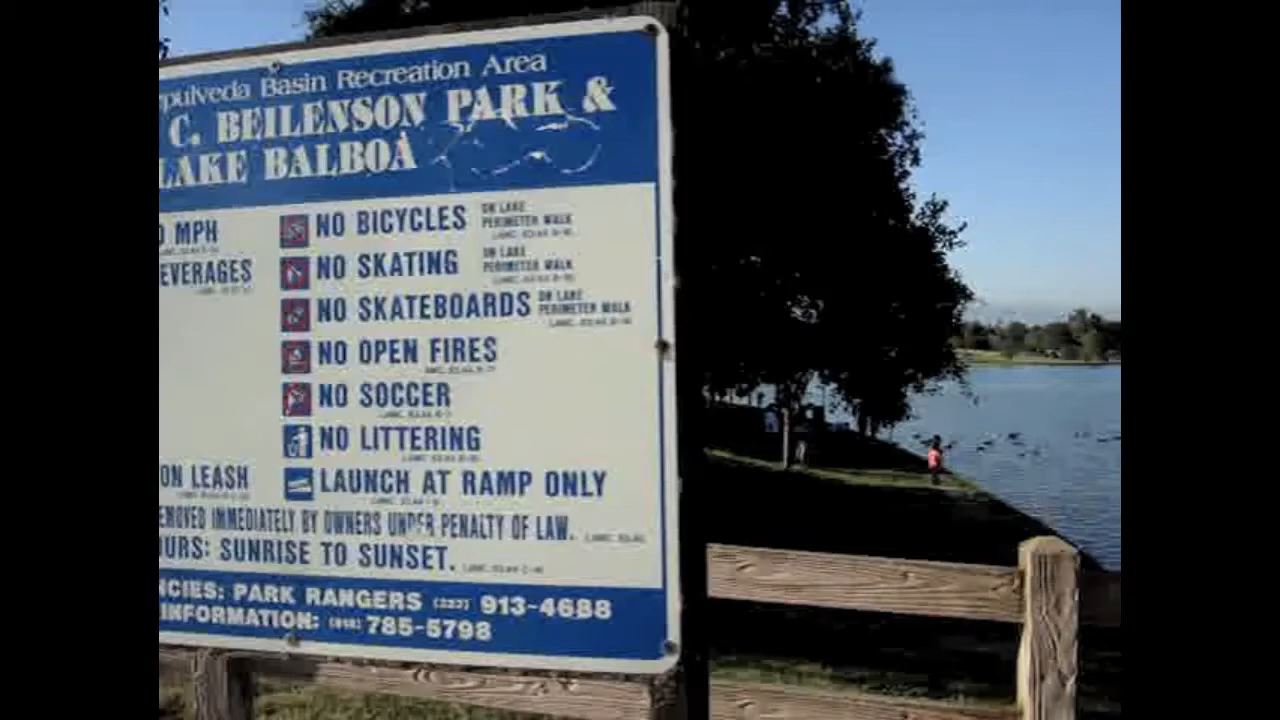 pulveda Basin Recreation Area
C. BEILENSON PARK &
LAKE BALBOA
MPH
EVERAGES
NO BICYCLES ON LAKE PERIMETER WALK
NO SKATING ON LAKE PERIMETER WALK
NO SKATEBOARDS ON LAKE PERIMETER WALK
NO OPEN FIRES
NO SOCCER
NO LITTERING
ON LEASH
LAUNCH AT RAMP ONLY
EMOVED IMMEDIATELY BY OWNERS UNDER PENALTY OF LAW.
URS: SUNRISE TO SUNSET.
NCIES: PARK RANGERS 913-4688
INFORMATION: (818) 785-5798